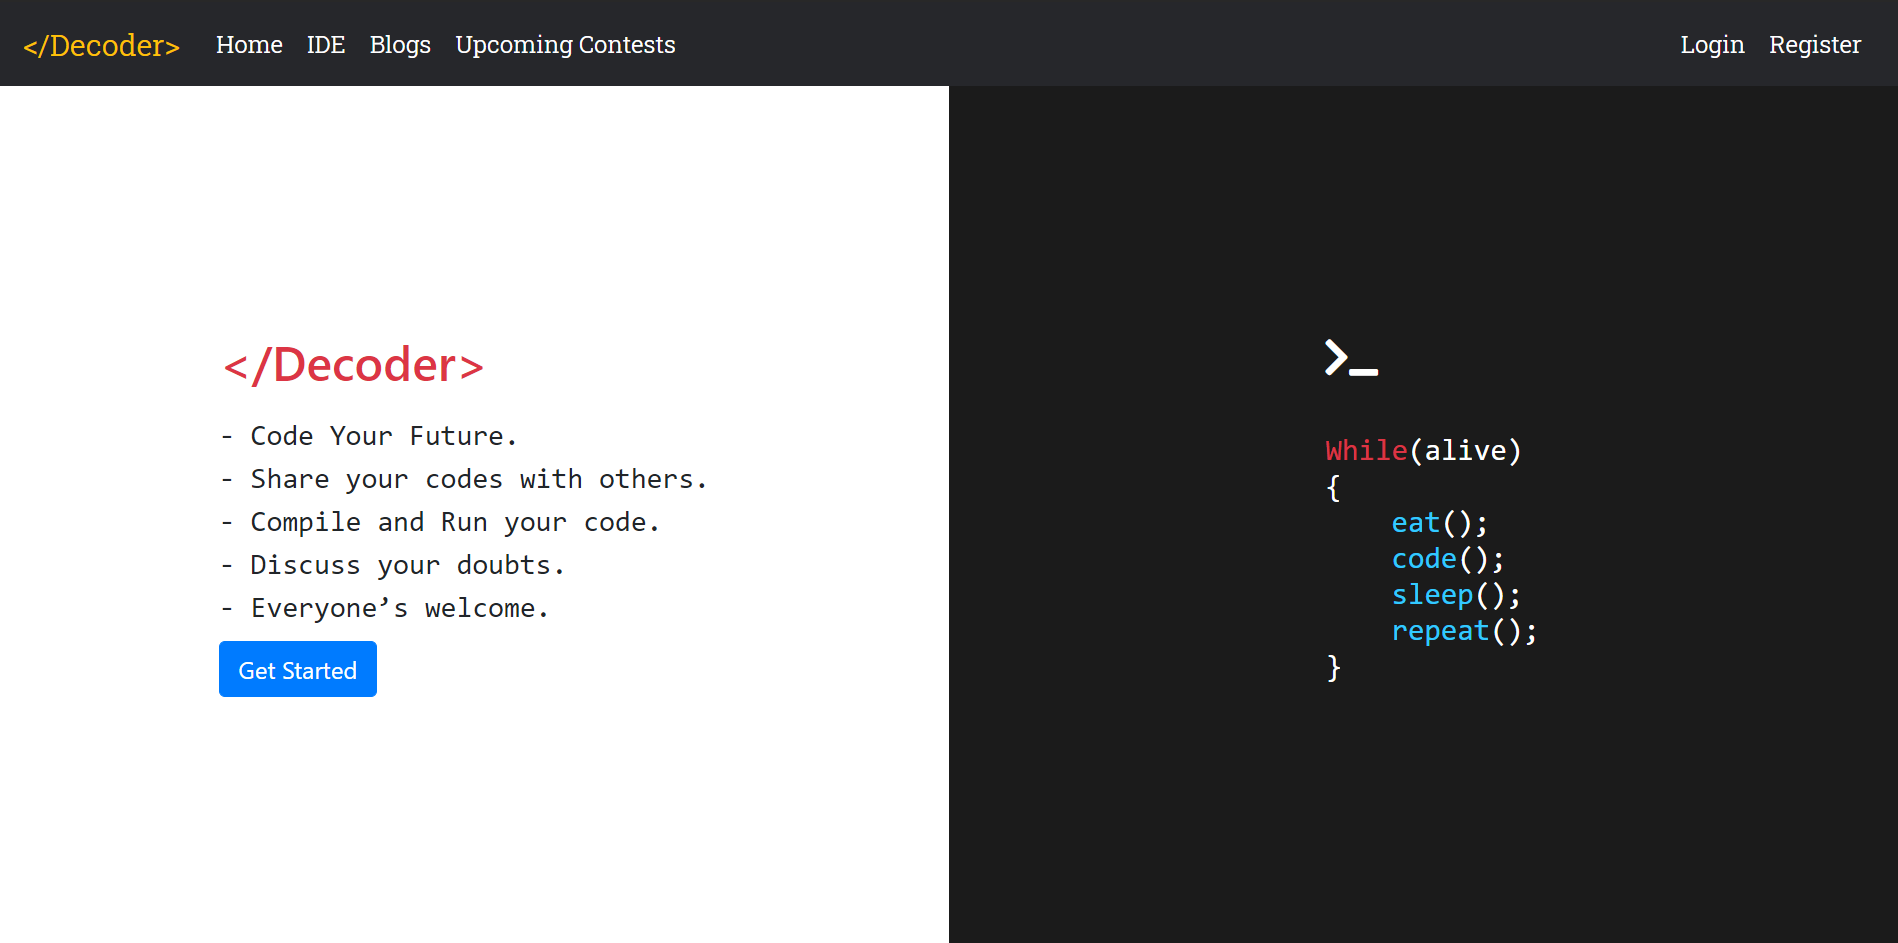 </Decoder> Home IDE Blogs Upcoming Contests Login Register
</Decoder>
- Code Your Future.
- Share your codes with others.
- Compile and Run your code.
- Discuss your doubts.
- Everyone’s welcome.
Get Started
>_
While(alive)
{
    eat();
    code();
    sleep();
    repeat();
}